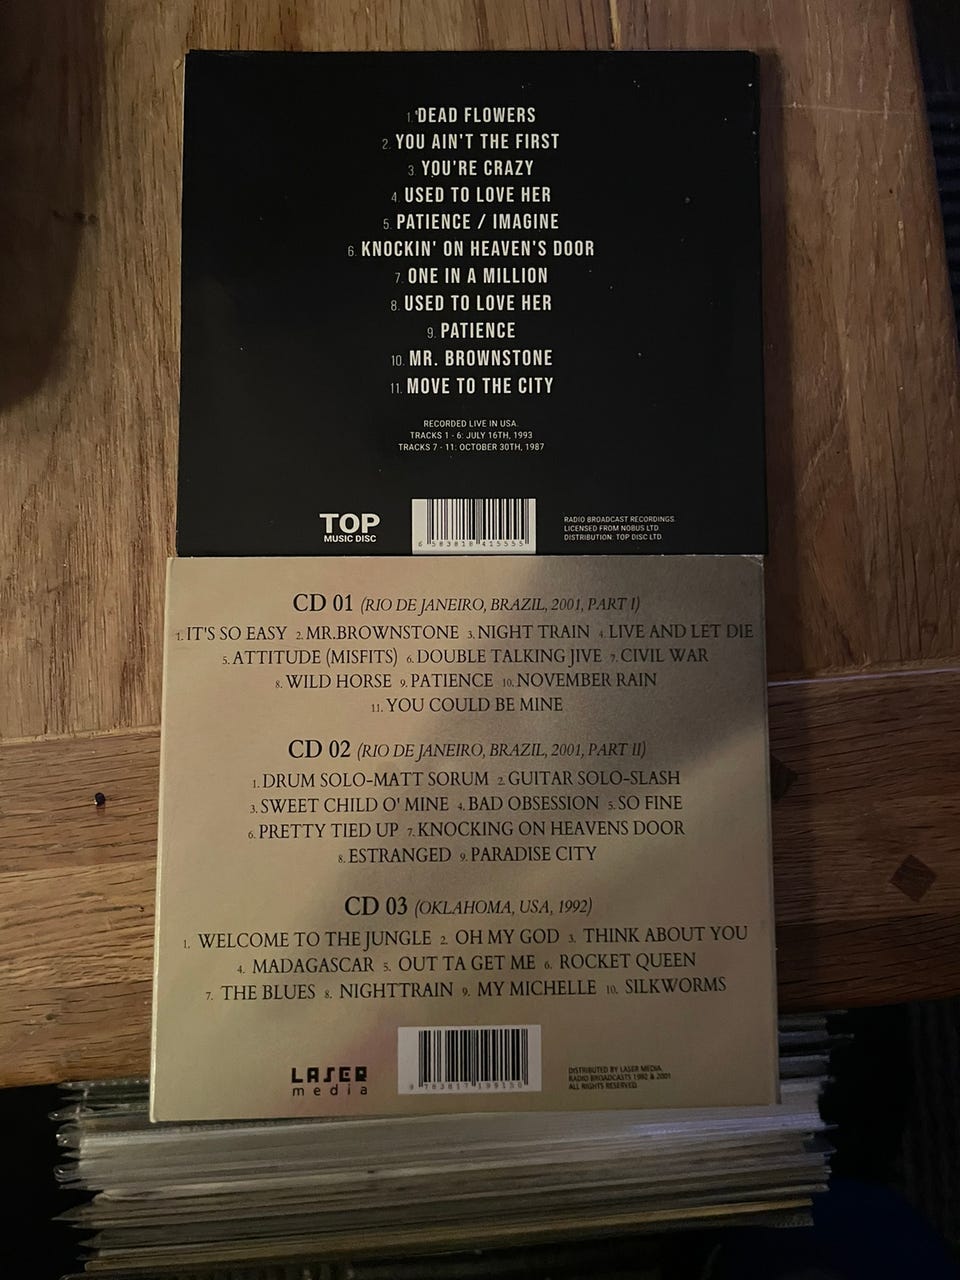 1. DEAD FLOWERS
2. YOU AIN'T THE FIRST
3. YOU'RE CRAZY
4. USED TO LOVE HER
5. PATIENCE / IMAGINE
6. KNOCKIN' ON HEAVEN'S DOOR
7. ONE IN A MILLION
8. USED TO LOVE HER
9. PATIENCE
10. MR. BROWNSTONE
11. MOVE TO THE CITY
RECORDED LIVE IN USA.
TRACKS 1 - 6: JULY 16TH, 1993
TRACKS 7 - 11: OCTOBER 30TH, 1987
TOP
MUSIC DISC
6 583818 415555
RADIO BROADCAST RECORDINGS.
LICENSED FROM NOBUS LTD.
DISTRIBUTION: TOP DISC LTD.
CD 01 (RIO DE JANEIRO, BRAZIL, 2001, PART I)
1. IT'S SO EASY 2. MR.BROWNSTONE 3. NIGHT TRAIN 4. LIVE AND LET DIE
5. ATTITUDE (MISFITS) 6. DOUBLE TALKING JIVE 7. CIVIL WAR
8. WILD HORSE 9. PATIENCE 10. NOVEMBER RAIN
11. YOU COULD BE MINE
CD 02 (RIO DE JANEIRO, BRAZIL, 2001, PART II)
1. DRUM SOLO-MATT SORUM 2. GUITAR SOLO-SLASH
3. SWEET CHILD O' MINE 4. BAD OBSESSION 5. SO FINE
6. PRETTY TIED UP 7. KNOCKING ON HEAVENS DOOR
8. ESTRANGED 9. PARADISE CITY
CD 03 (OKLAHOMA, USA, 1992)
1. WELCOME TO THE JUNGLE 2. OH MY GOD 3. THINK ABOUT YOU
4. MADAGASCAR 5. OUT TA GET ME 6. ROCKET QUEEN
7. THE BLUES 8. NIGHTTRAIN 9. MY MICHELLE 10. SILKWORMS
LASER
media
9 783817 199150
DISTRIBUTED BY LASER MEDIA.
RADIO BROADCASTS 1992 & 2001
ALL RIGHTS RESERVED